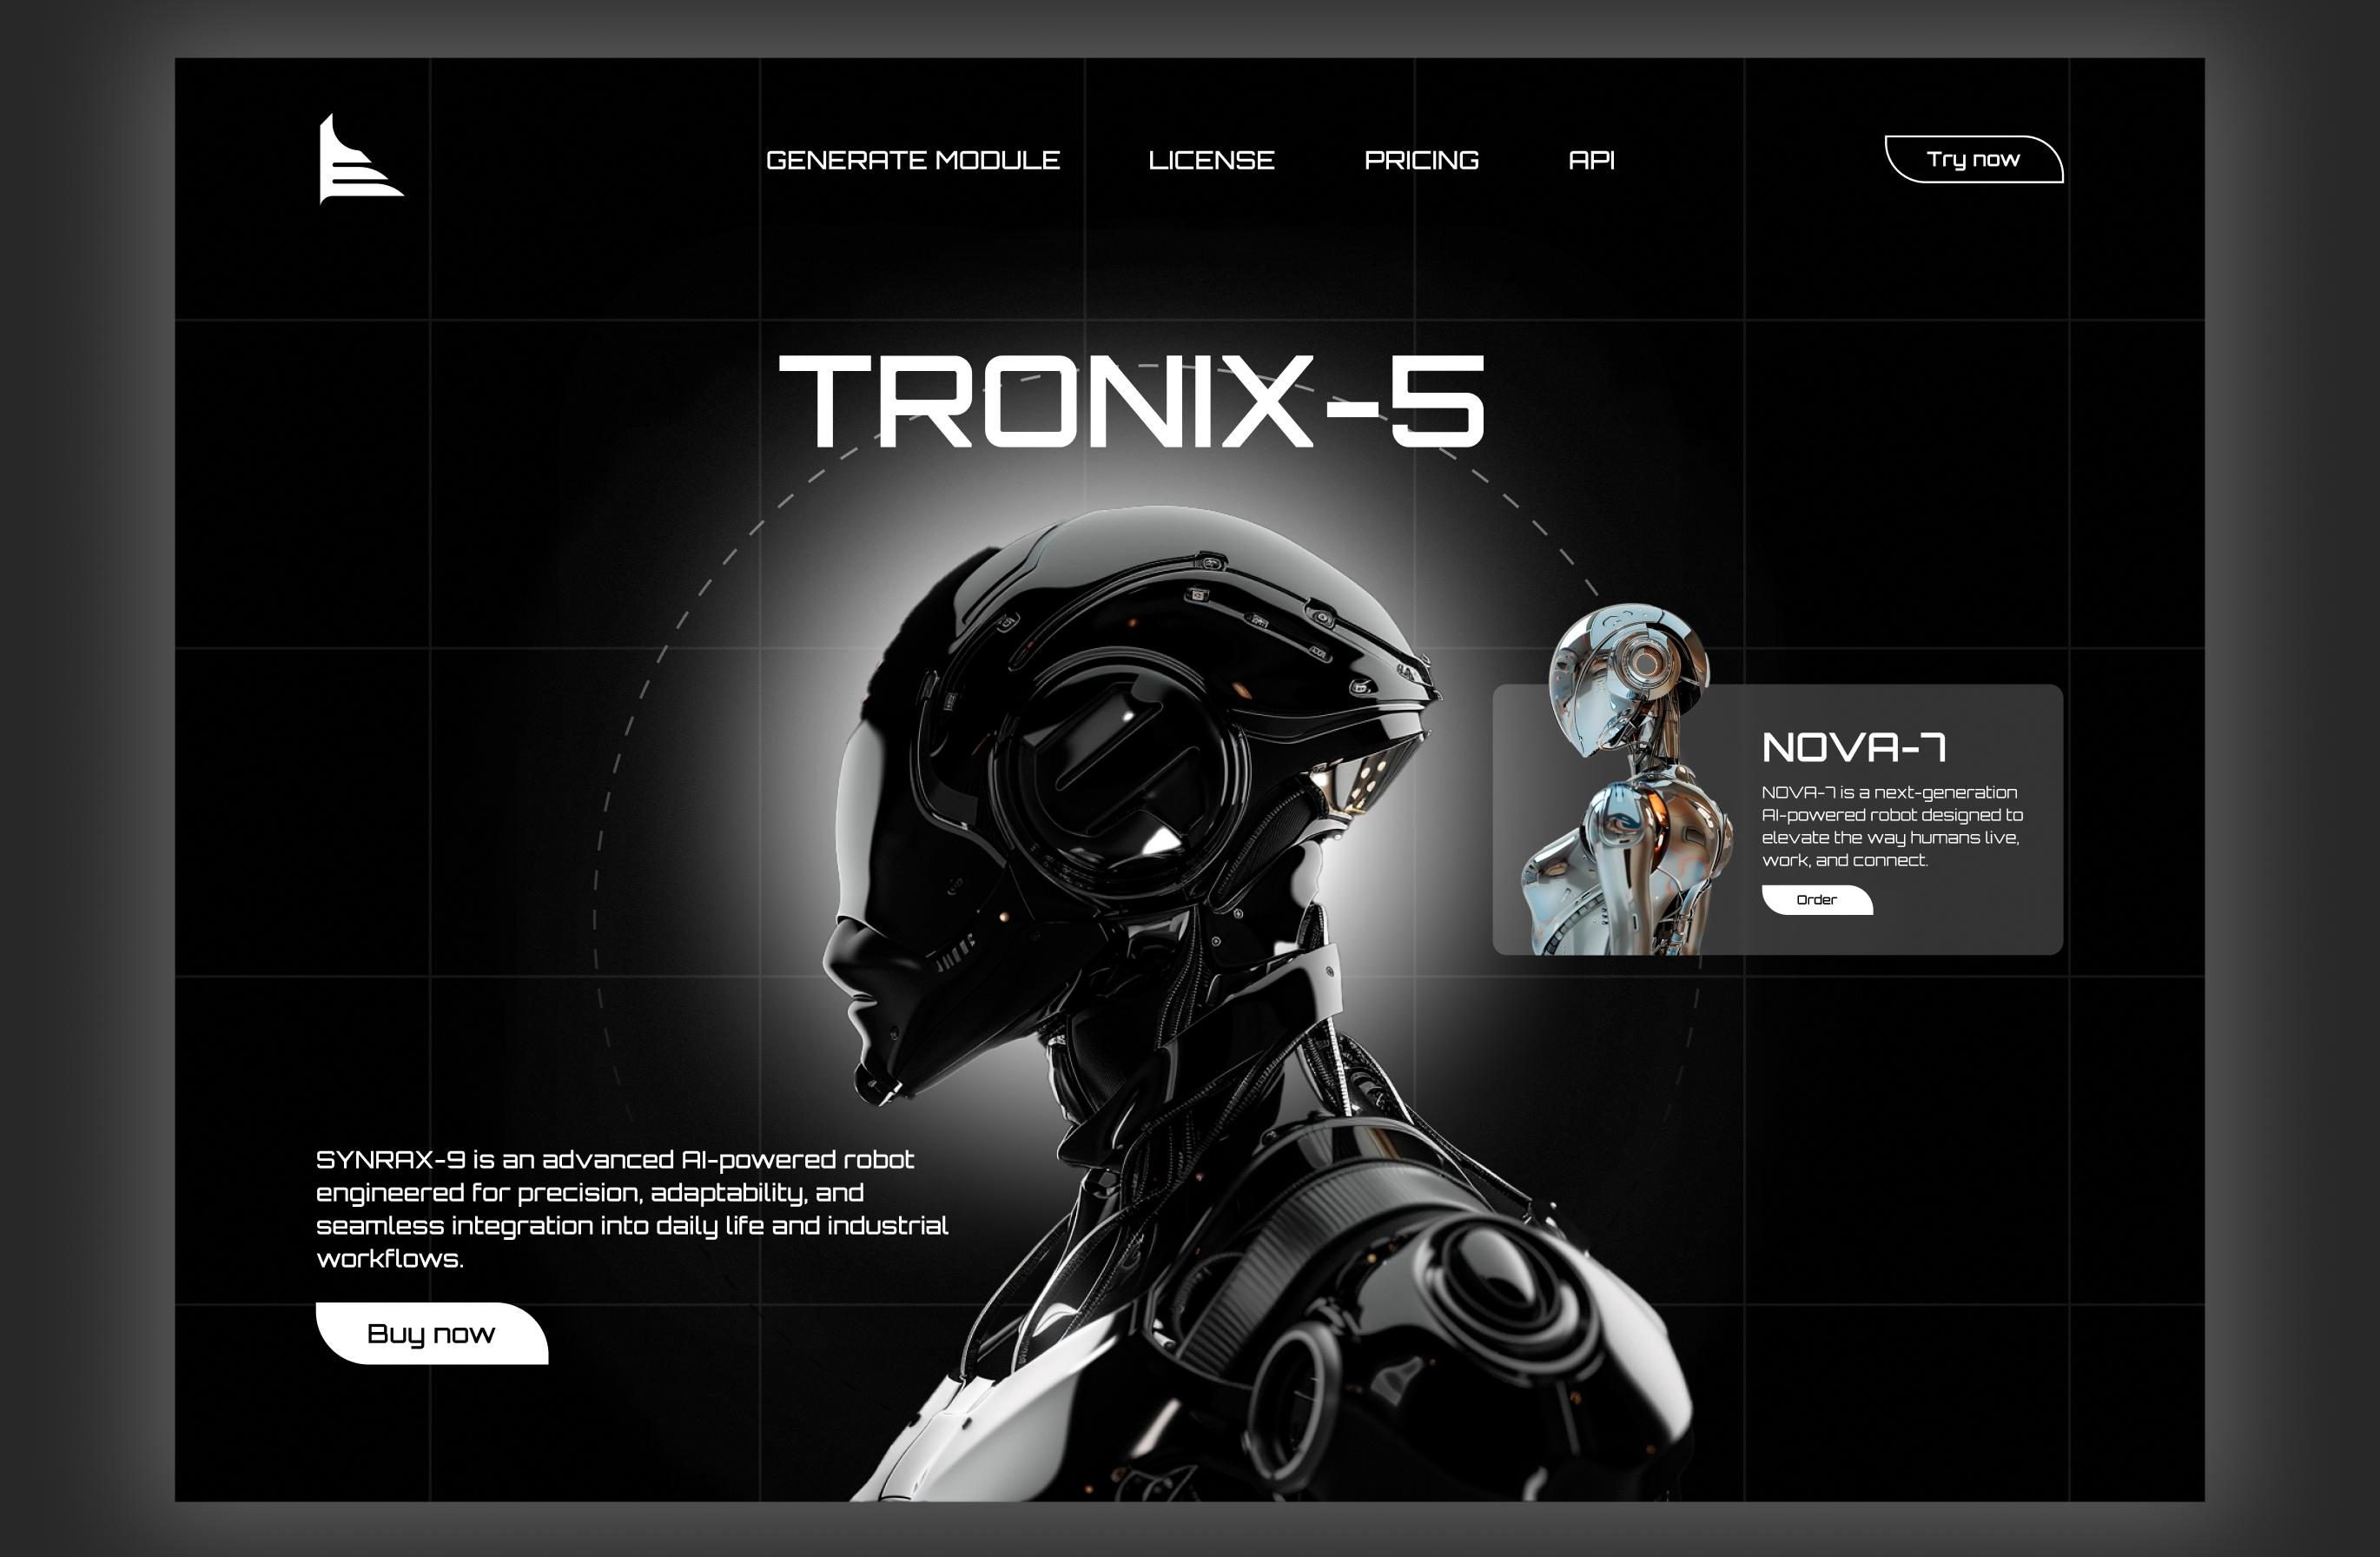 GENERATE MODULE LICENSE PRICING API Try now
TRONIX-5
NOVA-7
NOVA-7 is a next-generation
AI-powered robot designed to
elevate the way humans live,
work, and connect.
Order
SYNRAX-9 is an advanced AI-powered robot
engineered for precision, adaptability, and
seamless integration into daily life and industrial
workflows.
Buy now